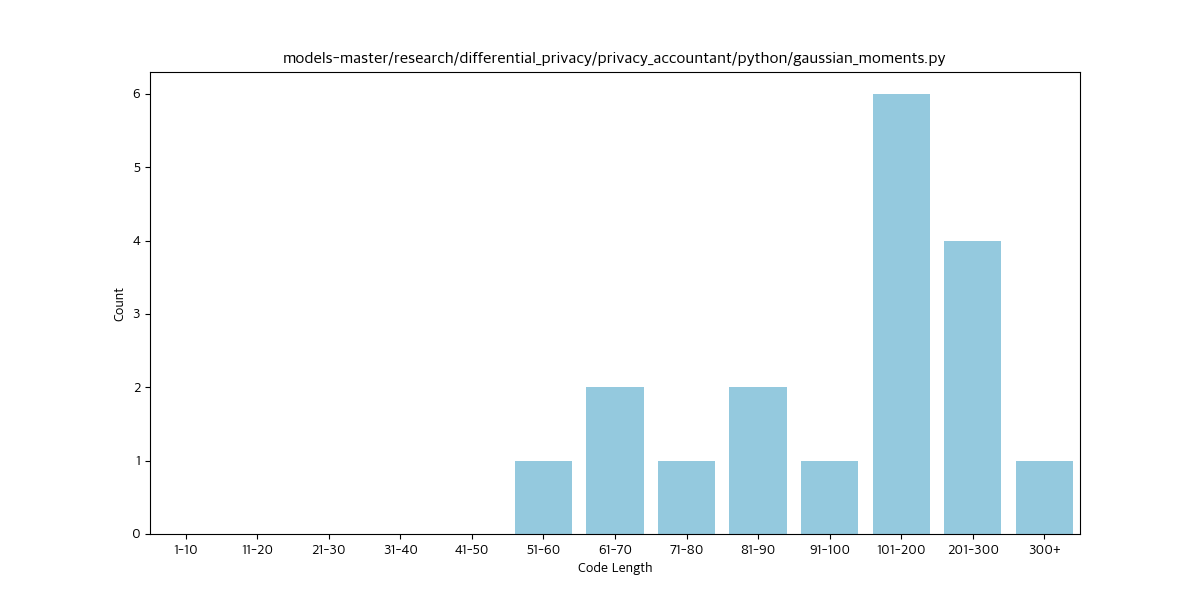 models-master/research/differential_privacy/privacy_accountant/python/gaussian_moments.py
6
5
4
3
2
1
0
Count
1-10 11-20 21-30 31-40 41-50 51-60 61-70 71-80 81-90 91-100 101-200 201-300 300+
Code Length